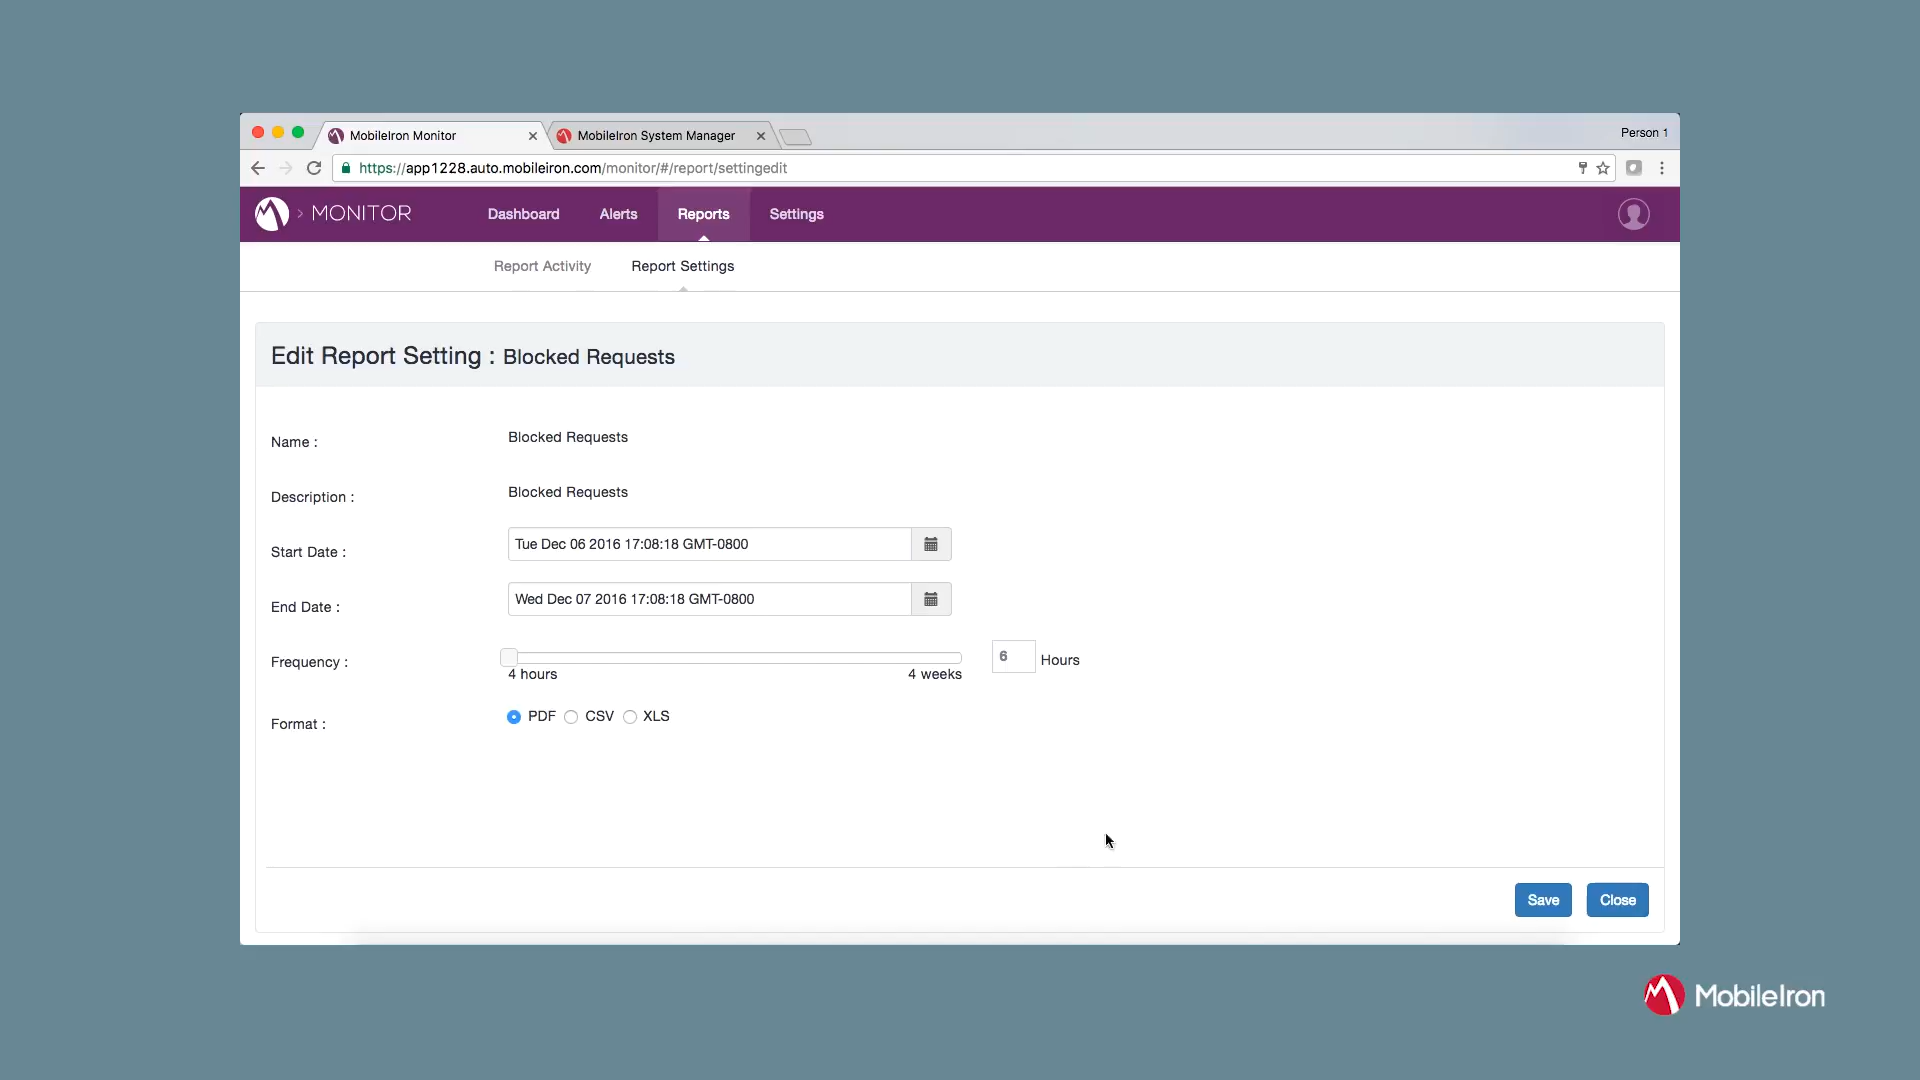 MobileIron Monitor
MobileIron System Manager
Person 1
https://app1228.auto.mobileiron.com/monitor/#/report/settingedit
MONITOR
Dashboard
Alerts
Reports
Settings
Report Activity
Report Settings
Edit Report Setting : Blocked Requests
Name :
Blocked Requests
Description :
Blocked Requests
Start Date :
Tue Dec 06 2016 17:08:18 GMT-0800
End Date :
Wed Dec 07 2016 17:08:18 GMT-0800
Frequency :
4 hours
4 weeks
6
Hours
Format :
PDF
CSV
XLS
Save
Close
MobileIron